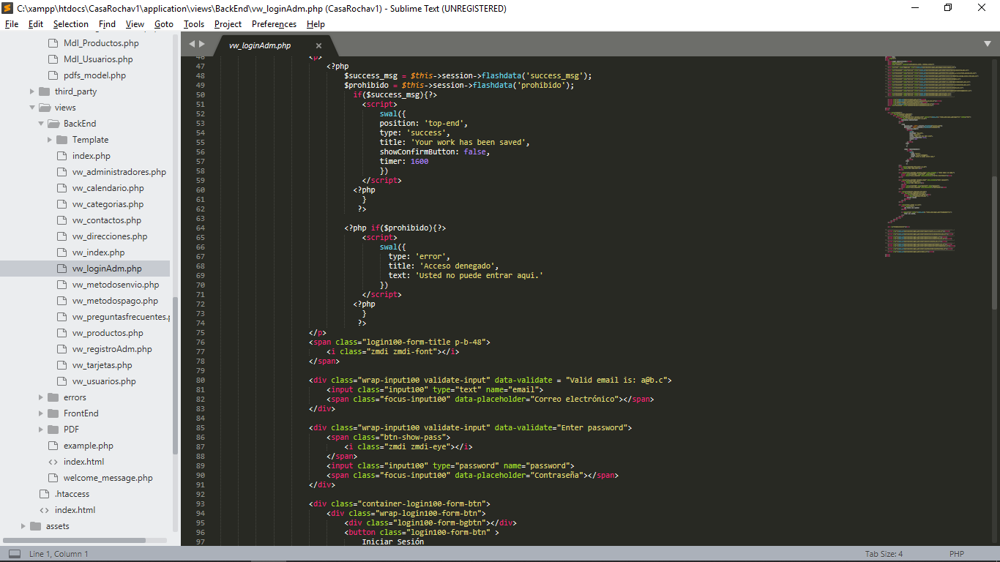 C:\xampp\htdocs\CasaRochav1\application\views\BackEnd\vw_loginAdm.php (CasaRochav1) - Sublime Text (UNREGISTERED)
File Edit Selection Find View Goto Tools Project Preferences Help
Mdl_Productos.php
Mdl_Usuarios.php
pdfs_model.php
third_party
views
BackEnd
Template
index.php
vw_administradores.php
vw_calendario.php
vw_categorias.php
vw_contactos.php
vw_direcciones.php
vw_index.php
vw_loginAdm.php
vw_metodosenvio.php
vw_metodospago.php
vw_preguntasfrecuentes.p
vw_productos.php
vw_registroAdm.php
vw_tarjetas.php
vw_usuarios.php
errors
FrontEnd
PDF
example.php
index.html
welcome_message.php
.htaccess
index.html
assets
vw_loginAdm.php
46 <p>
47 <?php
48 $success_msg = $this->session->flashdata('success_msg');
49 $prohibido = $this->session->flashdata('prohibido');
50 if($success_msg){?>
51 <script>
52 swal({
53 position: 'top-end',
54 type: 'success',
55 title: 'Your work has been saved',
56 showConfirmButton: false,
57 timer: 1600
58 })
59 </script>
60 <?php
61 }
62 ?>
63
64 <?php if($prohibido){?>
65 <script>
66 swal({
67 type: 'error',
68 title: 'Acceso denegado',
69 text: 'Usted no puede entrar aqui.'
70 })
71 </script>
72 <?php
73 }
74 ?>
75 </p>
76 <span class="login100-form-title p-b-48">
77 <i class="zmdi zmdi-font"></i>
78 </span>
79
80 <div class="wrap-input100 validate-input" data-validate = "Valid email is: a@b.c">
81 <input class="input100" type="text" name="email">
82 <span class="focus-input100" data-placeholder="Correo electrónico"></span>
83 </div>
84
85 <div class="wrap-input100 validate-input" data-validate="Enter password">
86 <span class="btn-show-pass">
87 <i class="zmdi zmdi-eye"></i>
88 </span>
89 <input class="input100" type="password" name="password">
90 <span class="focus-input100" data-placeholder="Contraseña"></span>
91 </div>
92
93 <div class="container-login100-form-btn">
94 <div class="wrap-login100-form-btn">
95 <div class="login100-form-bgbtn"></div>
96 <button class="login100-form-btn" >
97 Iniciar Sesión
Line 1, Column 1
Tab Size: 4
PHP